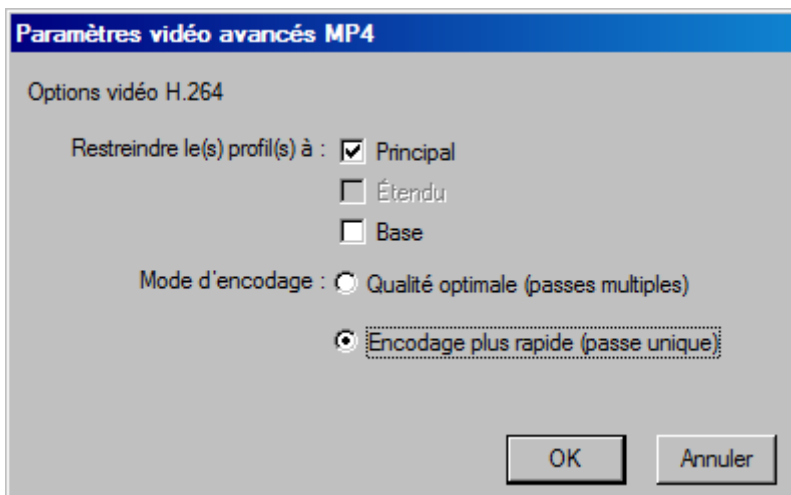 Paramètres vidéo avancés MP4
Options vidéo H.264
Restreindre le(s) profil(s) à : Principal
Étendu
Base
Mode d'encodage : Qualité optimale (passes multiples)
Encodage plus rapide (passe unique)
OK Annuler